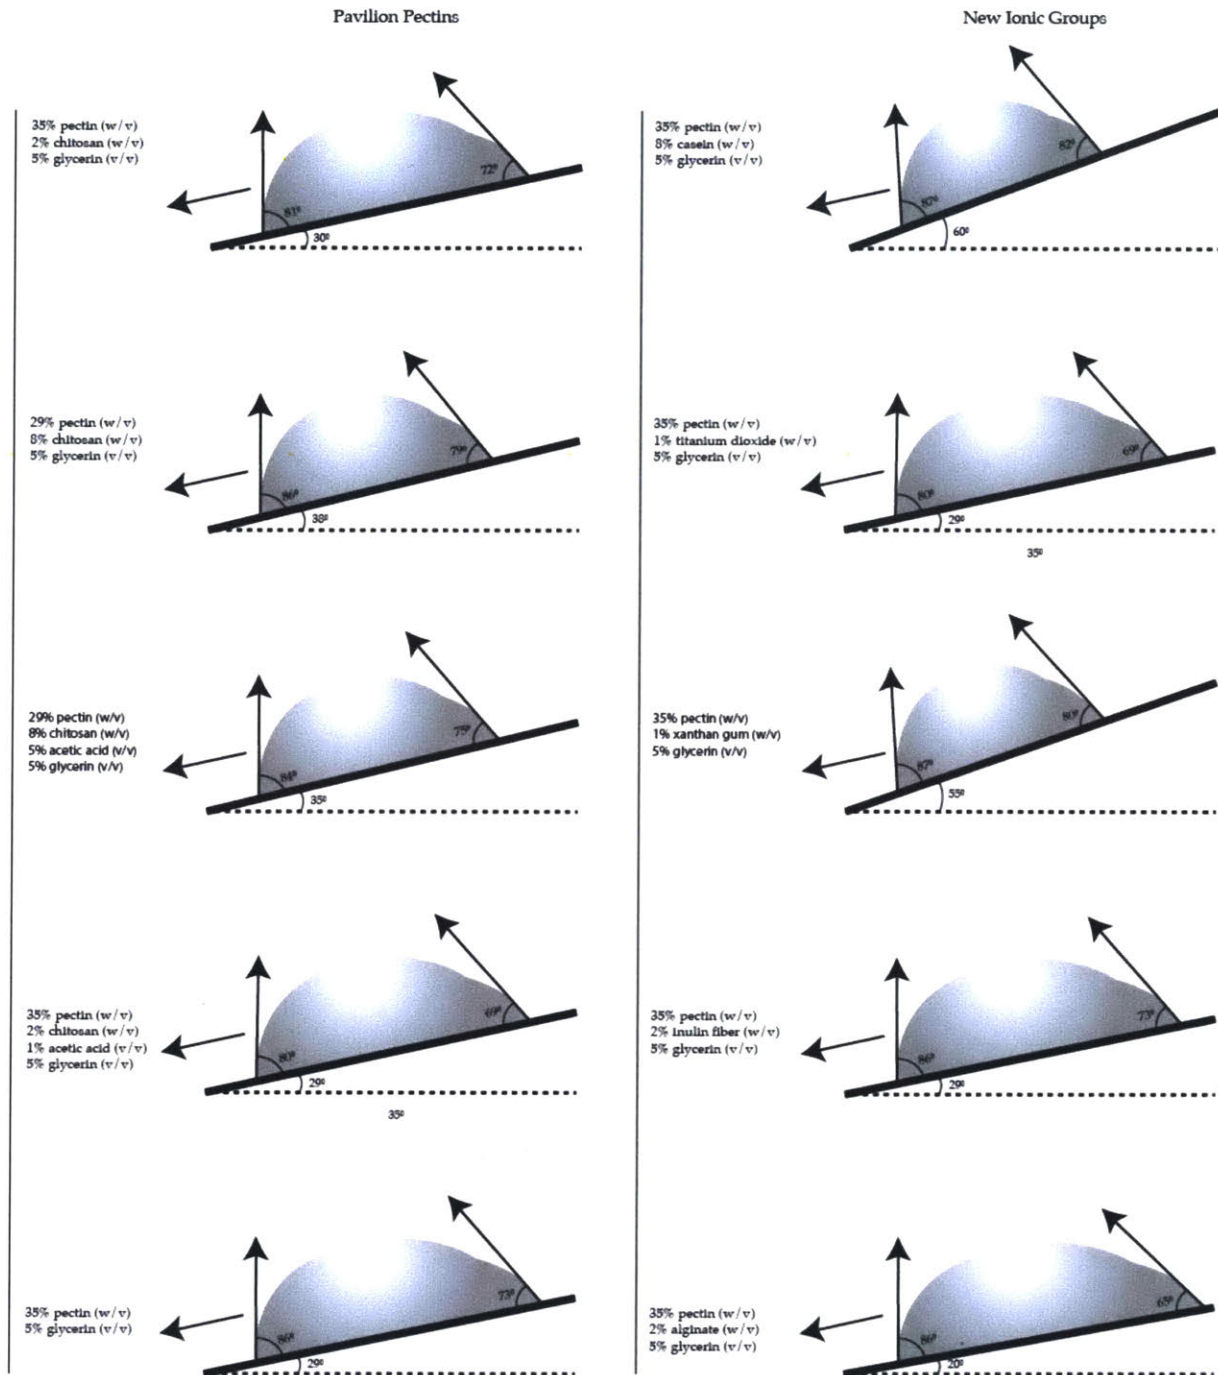 Pavilion Pectins
35% pectin (w/v)
2% chitosan (w/v)
5% glycerin (v/v)
81º
72º
30º
29% pectin (w/v)
8% chitosan (w/v)
5% glycerin (v/v)
86º
79º
38º
29% pectin (w/v)
8% chitosan (w/v)
5% acetic acid (v/v)
5% glycerin (v/v)
84º
75º
35º
35% pectin (w/v)
2% chitosan (w/v)
1% acetic acid (v/v)
5% glycerin (v/v)
80º
69º
29º
35º
35% pectin (w/v)
5% glycerin (v/v)
86º
73º
29º
New Ionic Groups
35% pectin (w/v)
8% casein (w/v)
5% glycerin (v/v)
87º
82º
60º
35% pectin (w/v)
1% titanium dioxide (w/v)
5% glycerin (v/v)
80º
69º
29º
35º
35% pectin (w/v)
1% xanthan gum (w/v)
5% glycerin (v/v)
87º
80º
55º
35% pectin (w/v)
2% inulin fiber (w/v)
5% glycerin (v/v)
86º
73º
29º
35% pectin (w/v)
2% alginate (w/v)
5% glycerin (v/v)
86º
65º
20º